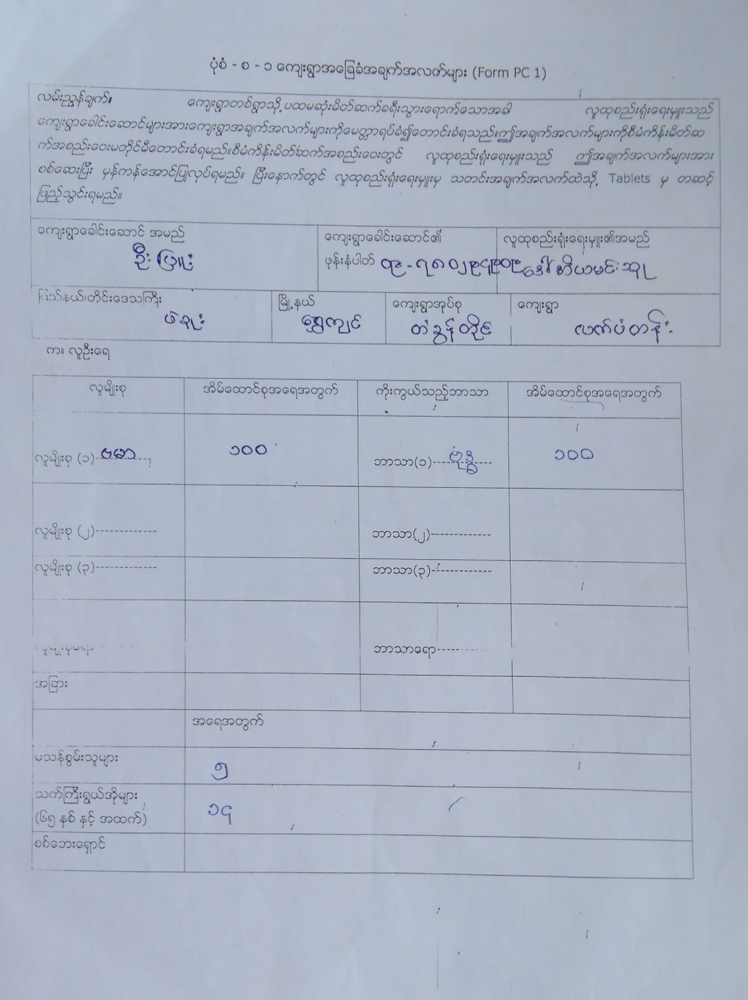 ပုံစံ - စ - ၁ ကျေးရွာအခြေခံအချက်အလက်များ (Form PC 1)
လမ်းညွှန်ချက်။ ကျေးရွာတစ်ရွာသို့ ပထမဆုံးမိတ်ဆက်ခရီးသွားရောက်သောအခါ လူထုစည်းရုံးရေးမှူးသည်
ကျေးရွာခေါင်းဆောင်များအားကျေးရွာအချက်အလက်များကိုမေတ္တာရပ်ခံ၍တောင်းခံရသည်။ဤအချက်အလက်များကိုစီမံကိန်းမိတ်ဆ
က်အစည်းဝေးမတိုင်မီတောင်းခံရမည်။စီမံကိန်းမိတ်ဆက်အစည်းဝေးတွင် လူထုစည်းရုံးရေးမှူးသည် ဤအချက်အလက်များအား
စစ်ဆေးပြီး မှန်ကန်အောင်ပြုလုပ်ရမည်။ ပြီးနောက်တွင် လူထုစည်းရုံးရေးမှူးမှ သတင်းအချက်အလက်ထဲသို့ Tablets မှ တဆင့်
ဖြည့်သွင်းရမည်။
ကျေးရွာခေါင်းဆောင် အမည် ကျေးရွာခေါင်းဆောင်၏ လူထုစည်းရုံးရေးမှူး၏အမည်
ဦးဖြူး ဖုန်းနံပါတ် ဒေါ်အိယမင်းသု
ပြည်နယ်၊တိုင်းဒေသကြီး မြို့နယ် ကျေးရွာအုပ်စု ကျေးရွာ
ပဲခူး ရွှေကျင် တံခွန်တိုင် လက်ပံတန်း
က။ လူဦးရေ
လူမျိုးစု အိမ်ထောင်စုအရေအတွက် ကိုးကွယ်သည့်ဘာသာ အိမ်ထောင်စုအရေအတွက်
လူမျိုးစု (၁) ဗမာ ၁၀၀ ဘာသာ(၁) ဗုဒ္ဓ ၁၀၀
လူမျိုးစု (၂)------------- ဘာသာ(၂)-------------
လူမျိုးစု (၃)------------- ဘာသာ(၃)-------------
ဘာသာရော-----
အခြား
အရေအတွက်
မသန်စွမ်းသူများ ၅
သက်ကြီးရွယ်အိုများ
(၆၅ နှစ် နှင့် အထက်) ၁၄
စစ်ဘေးရှောင်